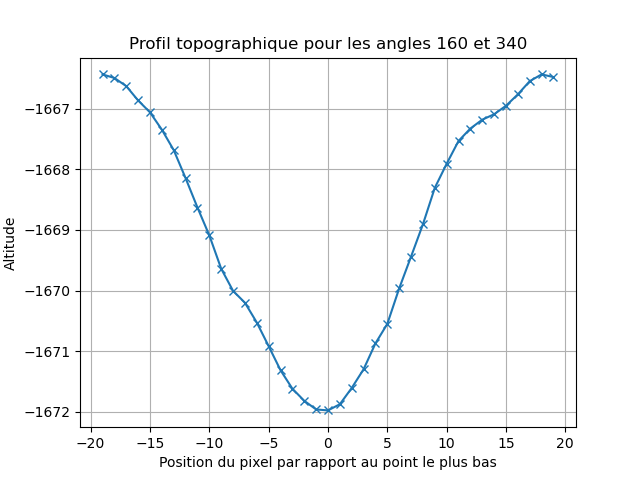 Profil topographique pour les angles 160 et 340
Altitude
−1667
−1668
−1669
−1670
−1671
−1672
−20 −15 −10 −5 0 5 10 15 20
Position du pixel par rapport au point le plus bas